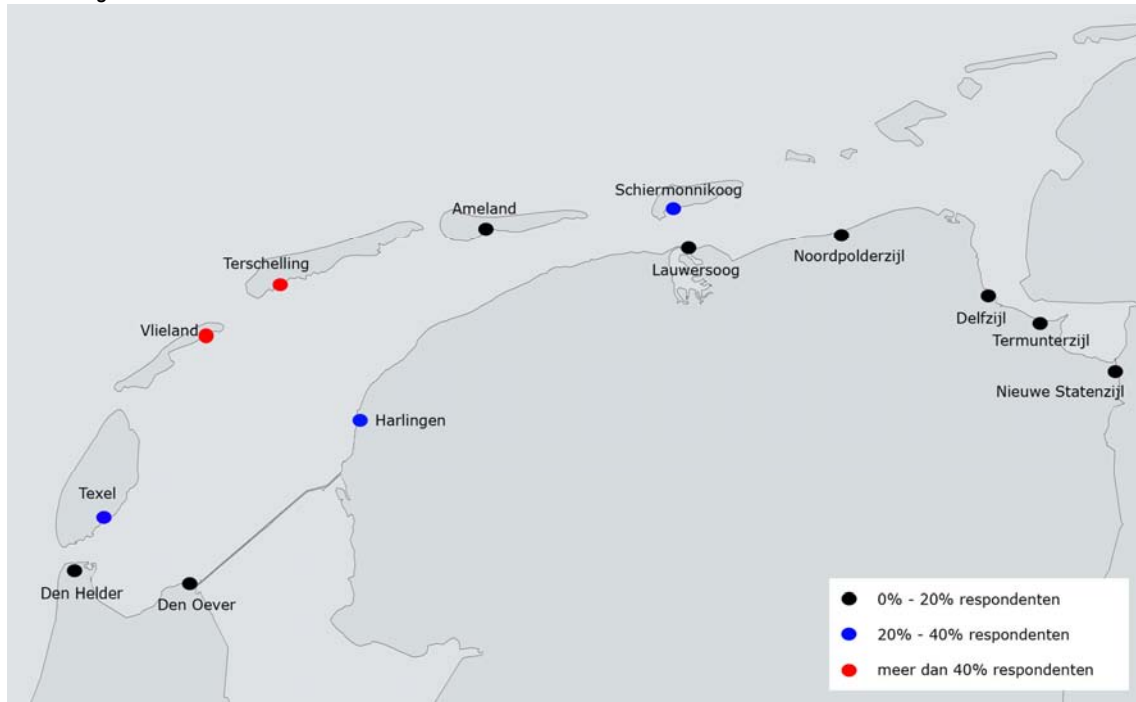 Schiermonnikoog
Ameland
Noordpolderzijl
Lauwersoog
Terschelling
Delfzijl
Vlieland
Termunterzijl
Nieuwe Statenzijl
Harlingen
Texel
Den Helder
Den Oever
0% - 20% respondenten
20% - 40% respondenten
meer dan 40% respondenten